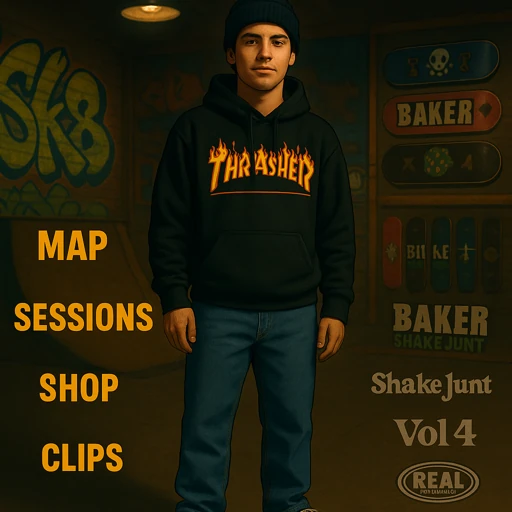 SK8
THRASHER
BAKER
MAP
SESSIONS
SHOP
CLIPS
BAKER
SHAKE JUNT
Shake Junt
Vol 4
REAL